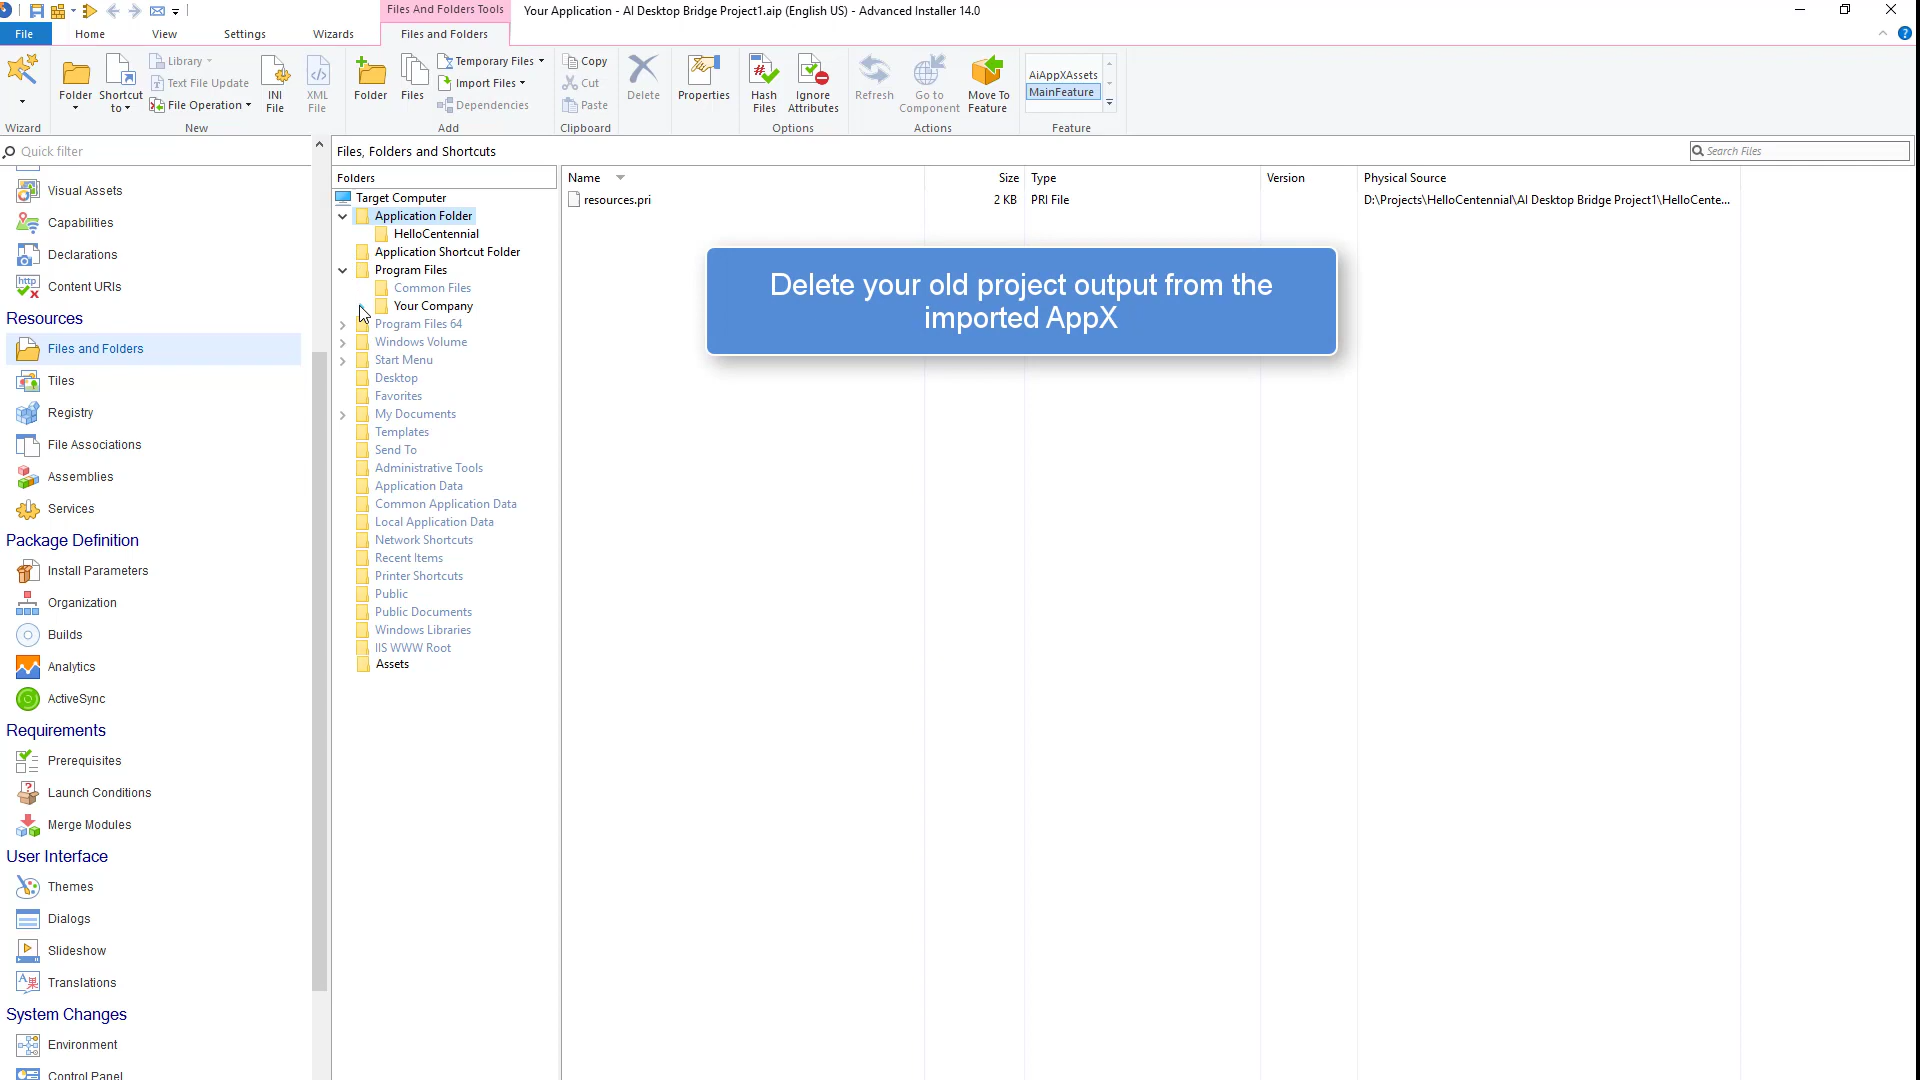 Files And Folders Tools
Your Application - AI Desktop Bridge Project1.aip (English US) - Advanced Installer 14.0
File
Home
View
Settings
Wizards
Files and Folders
Wizard
Folder
Shortcut to
Library
Text File Update
File Operation
INI File
XML File
New
Folder
Files
Temporary Files
Import Files
Dependencies
Add
Copy
Cut
Paste
Clipboard
Delete
Properties
Hash Files
Ignore Attributes
Options
Refresh
Go to Component
Move To Feature
Actions
AiAppXAssets
MainFeature
Feature
Quick filter
Visual Assets
Capabilities
Declarations
Content URIs
Resources
Files and Folders
Tiles
Registry
File Associations
Assemblies
Services
Package Definition
Install Parameters
Organization
Builds
Analytics
ActiveSync
Requirements
Prerequisites
Launch Conditions
Merge Modules
User Interface
Themes
Dialogs
Slideshow
Translations
System Changes
Environment
Control Panel
Files, Folders and Shortcuts
Search Files
Folders
Target Computer
Application Folder
HelloCentennial
Application Shortcut Folder
Program Files
Common Files
Your Company
Program Files 64
Windows Volume
Start Menu
Desktop
Favorites
My Documents
Templates
Send To
Administrative Tools
Application Data
Common Application Data
Local Application Data
Network Shortcuts
Recent Items
Printer Shortcuts
Public
Public Documents
Windows Libraries
IIS WWW Root
Assets
Name
Size
Type
Version
Physical Source
resources.pri
2 KB
PRI File
D:\Projects\HelloCentennial\AI Desktop Bridge Project1\HelloCente...
Delete your old project output from the
imported AppX